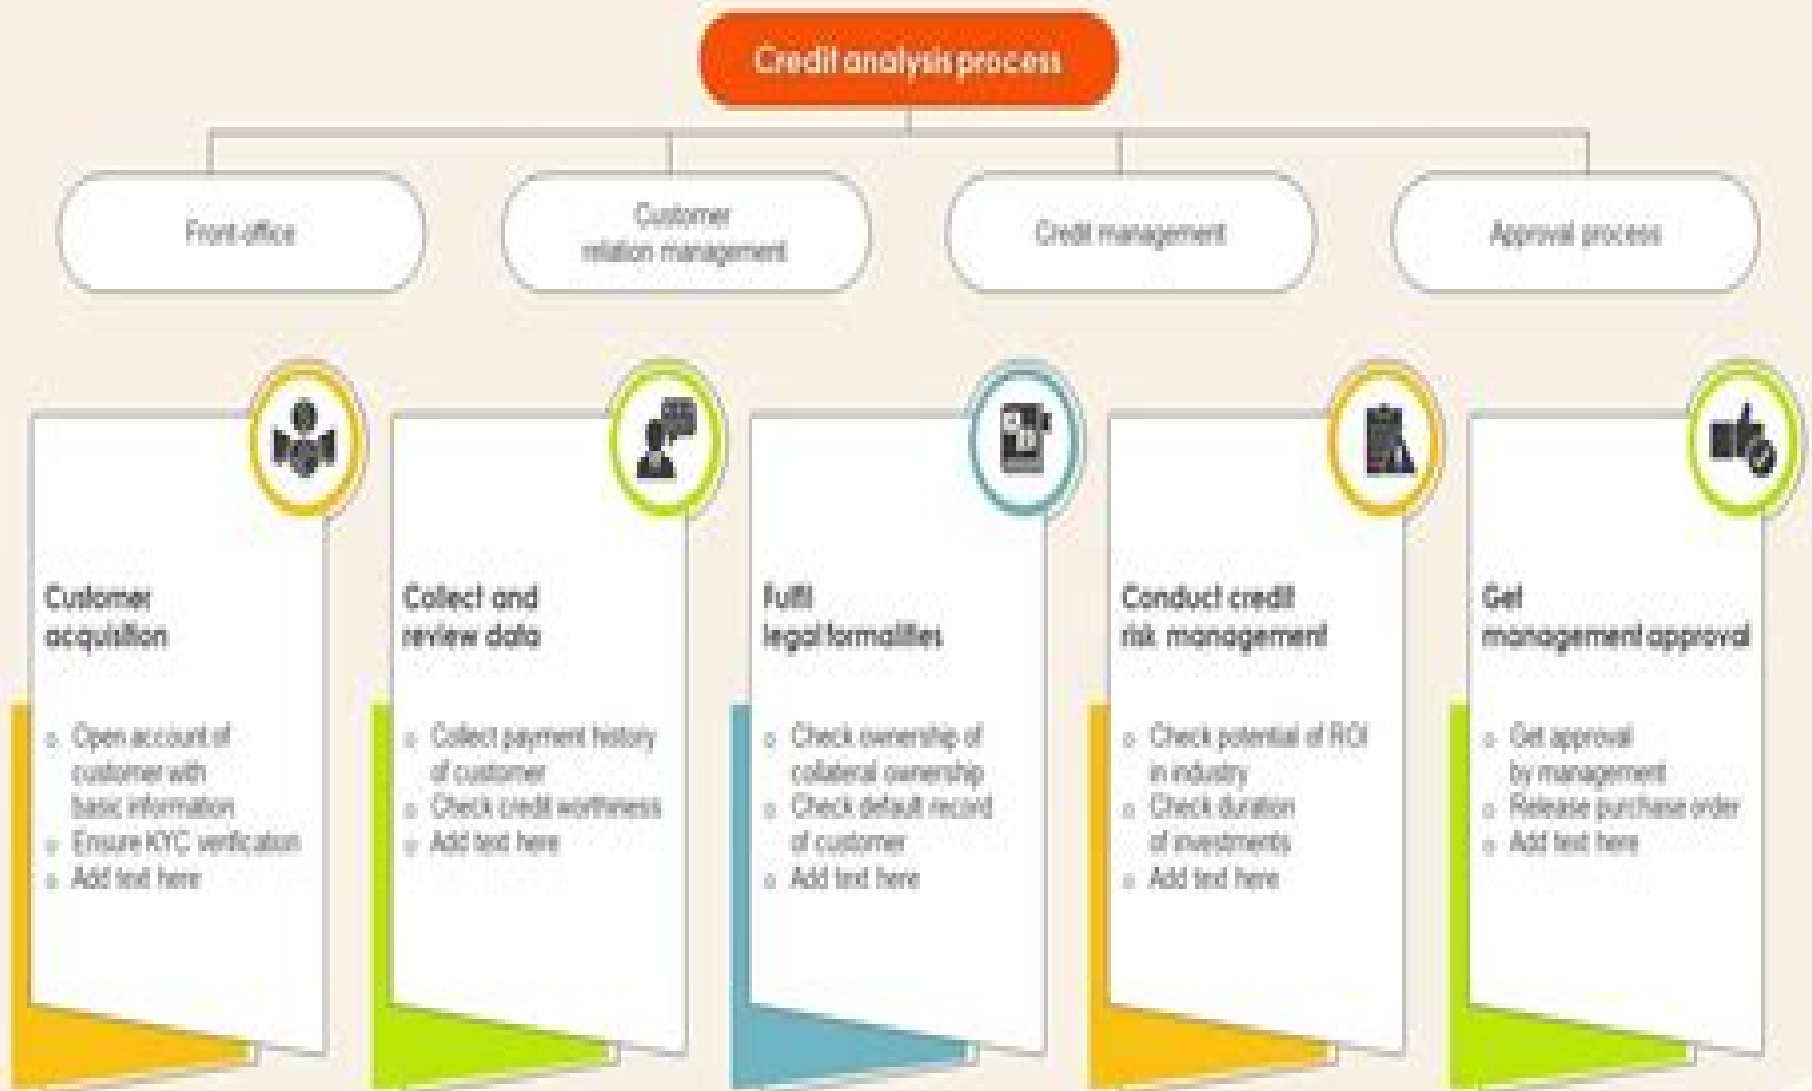 Credit analysis process
Front-office
Customer
relation management
Credit management
Approval process
Customer
acquisition
Open account of
customer with
basic information
Ensure KYC verification
Add text here
Collect and
review data
Collect payment history
of customer
Check credit worthiness
Add text here
Fulfil
legal formalities
Check ownership of
collateral ownership
Check default record
of customer
Add text here
Conduct credit
risk management
Check potential of ROI
in industry
Check duration
of investments
Add text here
Get
management approval
Get approval
by management
Release purchase order
Add text here